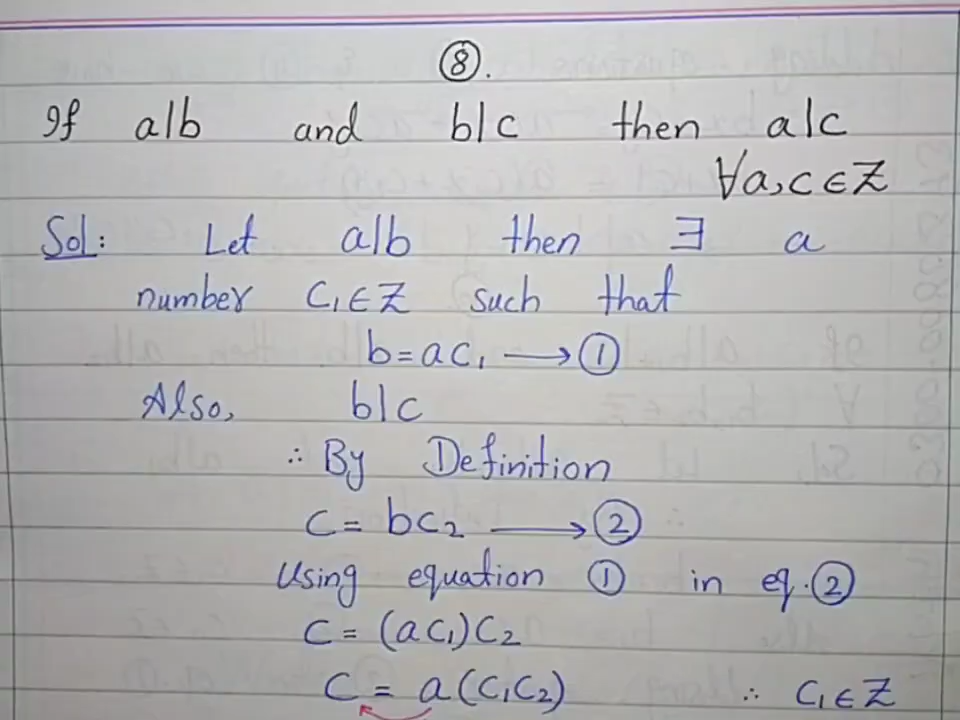 ⑧.
If a|b and b|c then a|c
∀a,c∈Z
Sol: Let a|b then ∃ a
number C₁∈Z such that
b=ac₁ ⟶ ①
Also, b|c
∴ By Definition
C = bc₂ ⟶ ②
Using equation ① in eq.②
C = (ac₁)C₂
C = a(C₁C₂) ∴ C₁∈Z